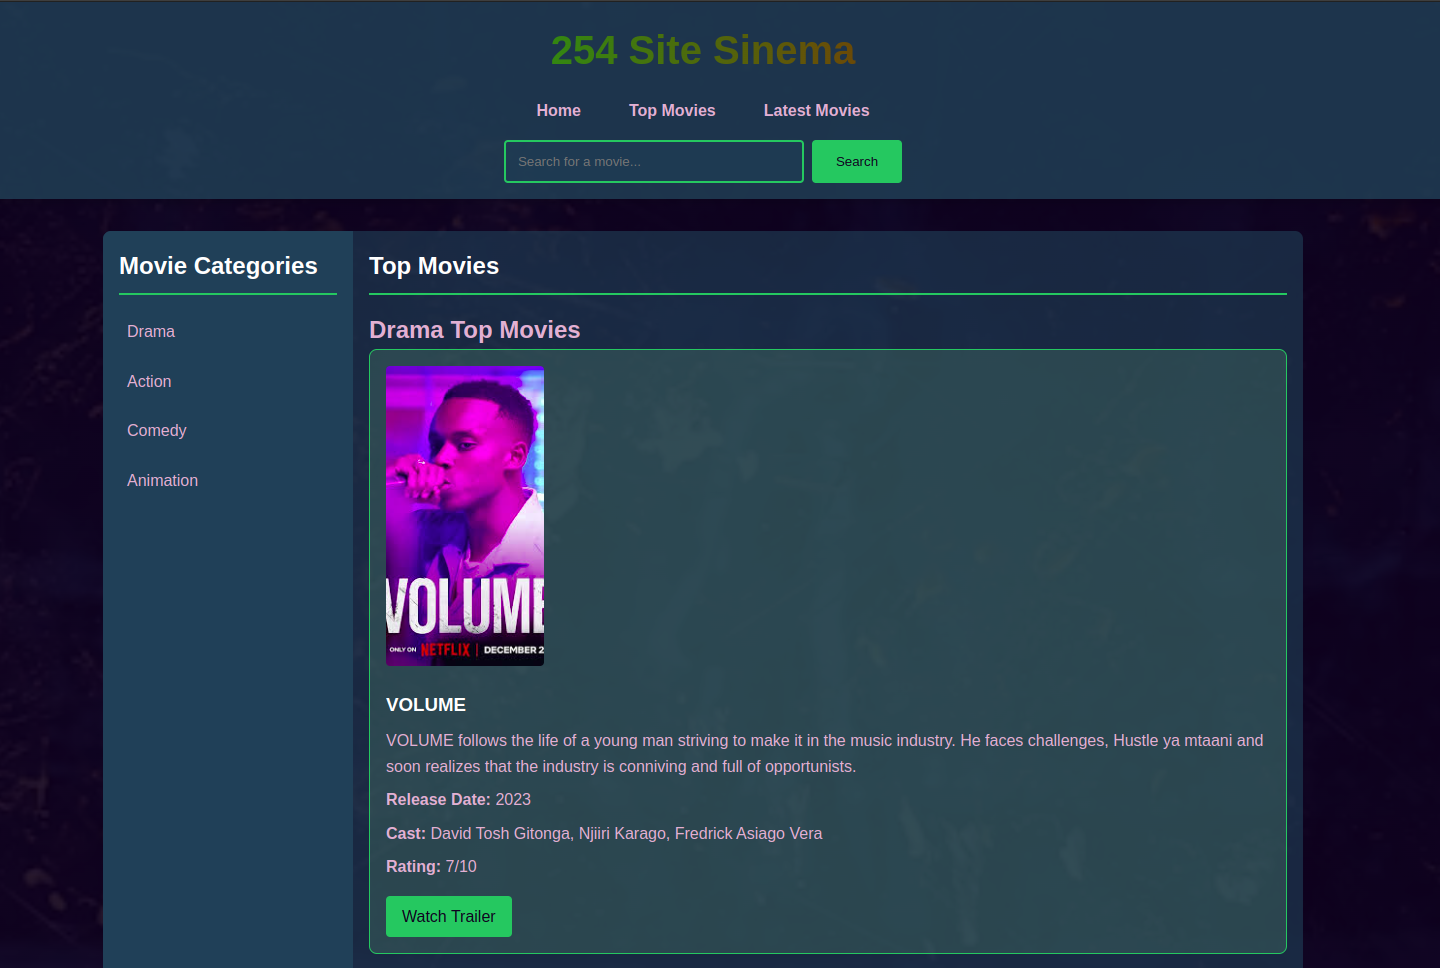 254 Site Sinema
Home Top Movies Latest Movies
Search for a movie... Search
Movie Categories
Drama
Action
Comedy
Animation
Top Movies
Drama Top Movies
VOLUME
ONLY ON NETFLIX | DECEMBER 2
VOLUME
VOLUME follows the life of a young man striving to make it in the music industry. He faces challenges, Hustle ya mtaani and
soon realizes that the industry is conniving and full of opportunists.
Release Date: 2023
Cast: David Tosh Gitonga, Njiiri Karago, Fredrick Asiago Vera
Rating: 7/10
Watch Trailer